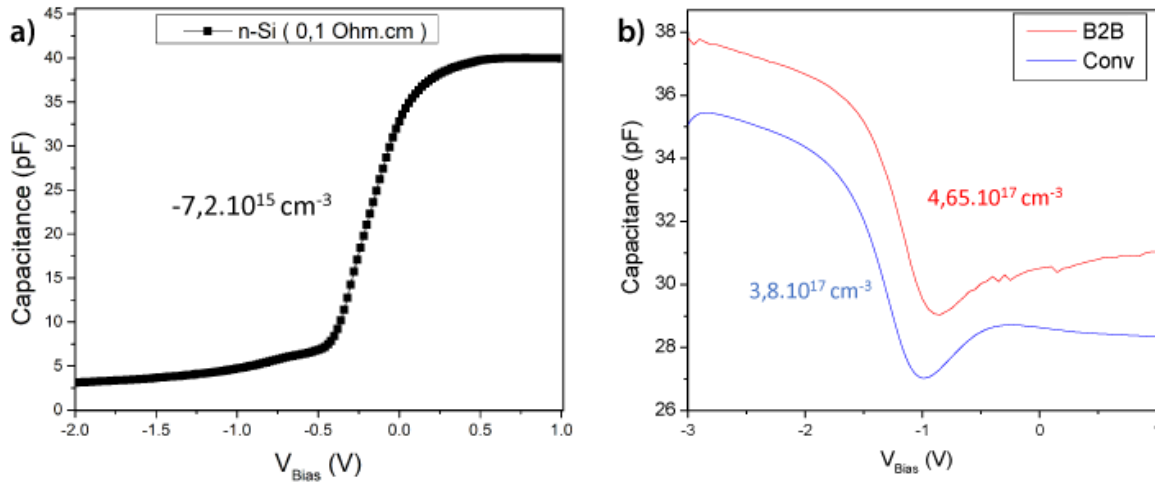 a)
n-Si ( 0,1 Ohm.cm )
Capacitance (pF)
45
40
35
30
25
20
15
10
5
0
-7,2.10¹⁵ cm⁻³
-2.0 -1.5 -1.0 -0.5 0.0 0.5 1.0
V_Bias (V)
b)
B2B
Conv
Capacitance (pF)
38
36
34
32
30
28
26
4,65.10¹⁷ cm⁻³
3,8.10¹⁷ cm⁻³
-3 -2 -1 0
V_Bias (V)